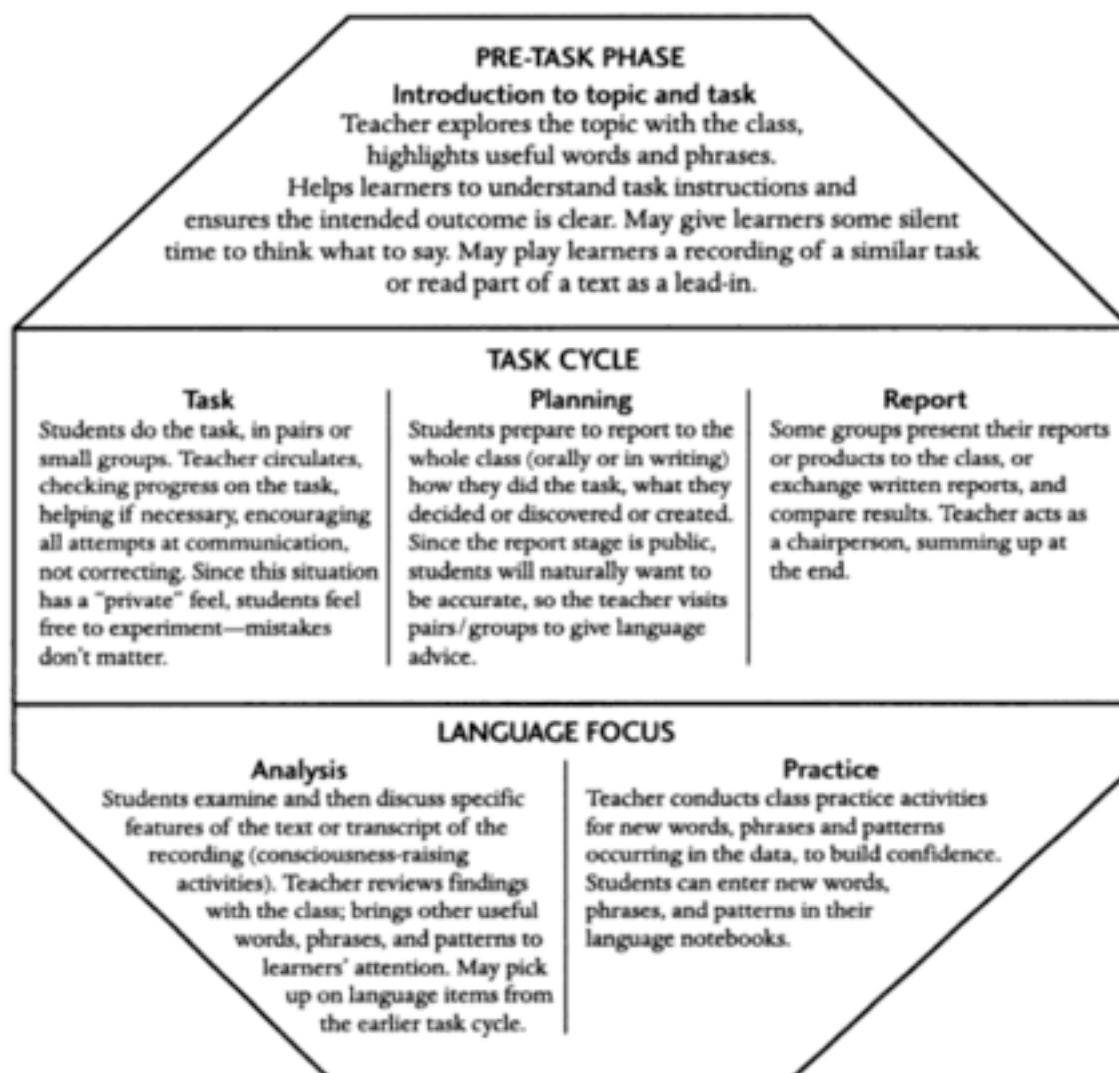 PRE-TASK PHASE
Introduction to topic and task
Teacher explores the topic with the class,
highlights useful words and phrases.
Helps learners to understand task instructions and
ensures the intended outcome is clear. May give learners some silent
time to think what to say. May play learners a recording of a similar task
or read part of a text as a lead-in.
TASK CYCLE
Task
Students do the task, in pairs or
small groups. Teacher circulates,
checking progress on the task,
helping if necessary, encouraging
all attempts at communication,
not correcting. Since this situation
has a "private" feel, students feel
free to experiment—mistakes
don't matter.
Planning
Students prepare to report to the
whole class (orally or in writing)
how they did the task, what they
decided or discovered or created.
Since the report stage is public,
students will naturally want to
be accurate, so the teacher visits
pairs/groups to give language
advice.
Report
Some groups present their reports
or products to the class, or
exchange written reports, and
compare results. Teacher acts as
a chairperson, summing up at
the end.
LANGUAGE FOCUS
Analysis
Students examine and then discuss specific
features of the text or transcript of the
recording (consciousness-raising
activities). Teacher reviews findings
with the class; brings other useful
words, phrases, and patterns to
learners' attention. May pick
up on language items from
the earlier task cycle.
Practice
Teacher conducts class practice activities
for new words, phrases and patterns
occurring in the data, to build confidence.
Students can enter new words,
phrases, and patterns in their
language notebooks.